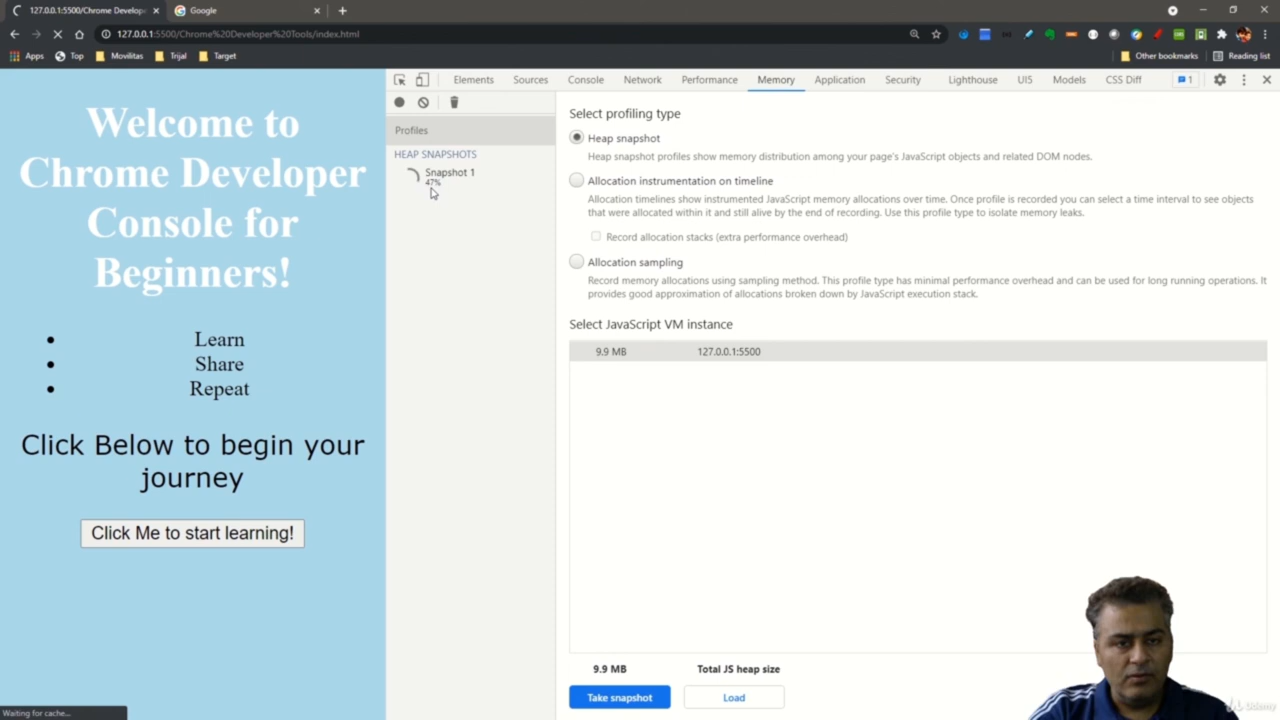 127.0.0.1:5500/Chrome Develop
Google
127.0.0.1:5500/Chrome%20Developer%20Tools/index.html
Apps
Top
Movilitas
Trijal
Target
Other bookmarks
Reading list
Elements
Sources
Console
Network
Performance
Memory
Application
Security
Lighthouse
UI5
Models
CSS Diff
1
Profiles
HEAP SNAPSHOTS
Snapshot 1
47%
Welcome to
Chrome Developer
Console for
Beginners!
Learn
Share
Repeat
Click Below to begin your
journey
Click Me to start learning!
Select profiling type
Heap snapshot
Heap snapshot profiles show memory distribution among your page's JavaScript objects and related DOM nodes.
Allocation instrumentation on timeline
Allocation timelines show instrumented JavaScript memory allocations over time. Once profile is recorded you can select a time interval to see objects
that were allocated within it and still alive by the end of recording. Use this profile type to isolate memory leaks.
Record allocation stacks (extra performance overhead)
Allocation sampling
Record memory allocations using sampling method. This profile type has minimal performance overhead and can be used for long running operations. It
provides good approximation of allocations broken down by JavaScript execution stack.
Select JavaScript VM instance
9.9 MB 127.0.0.1:5500
9.9 MB Total JS heap size
Take snapshot
Load
Waiting for cache...
Udemy